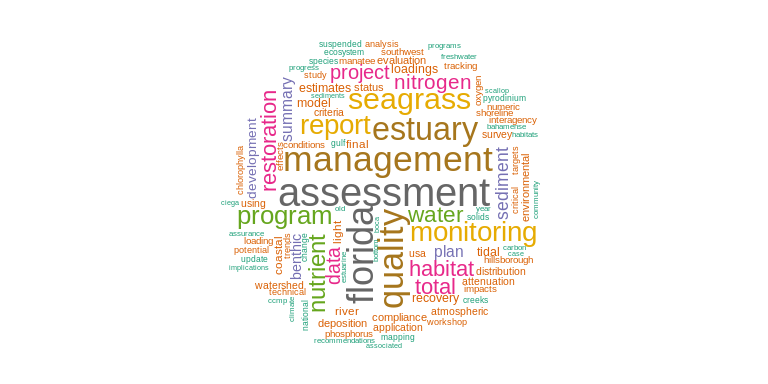 programs
suspended analysis
ecosystem southwest
freshwater
species manatee evaluation
progress project loadings tracking
study nitrogen
oxygen
scallop
summary
estimates status
seagrass
pyrodinium
sediments
model
numeric
restoration
criteria
report
estuary
shoreline
interagency
bahamense
survey habitats
development
effects
conditions gulf final
management
sediment
targets
environmental
chlorophylla
assessment
critical
community
ciega using
old
florida
quality
boca
year
program
water solids
assurance
light
monitoring
loading
trends
coastal
benthic
change
nutrient
data
estuarine
bottom
usa
plan tidal
carbon
case
potential
update
implications
habitat
hillsborough
distribution
watershed
total
attenuation
technical
impacts
ccmp
recovery creeks
climate
national
river
atmospheric
deposition compliance
workshop
phosphorus application
recommendations mapping
associated